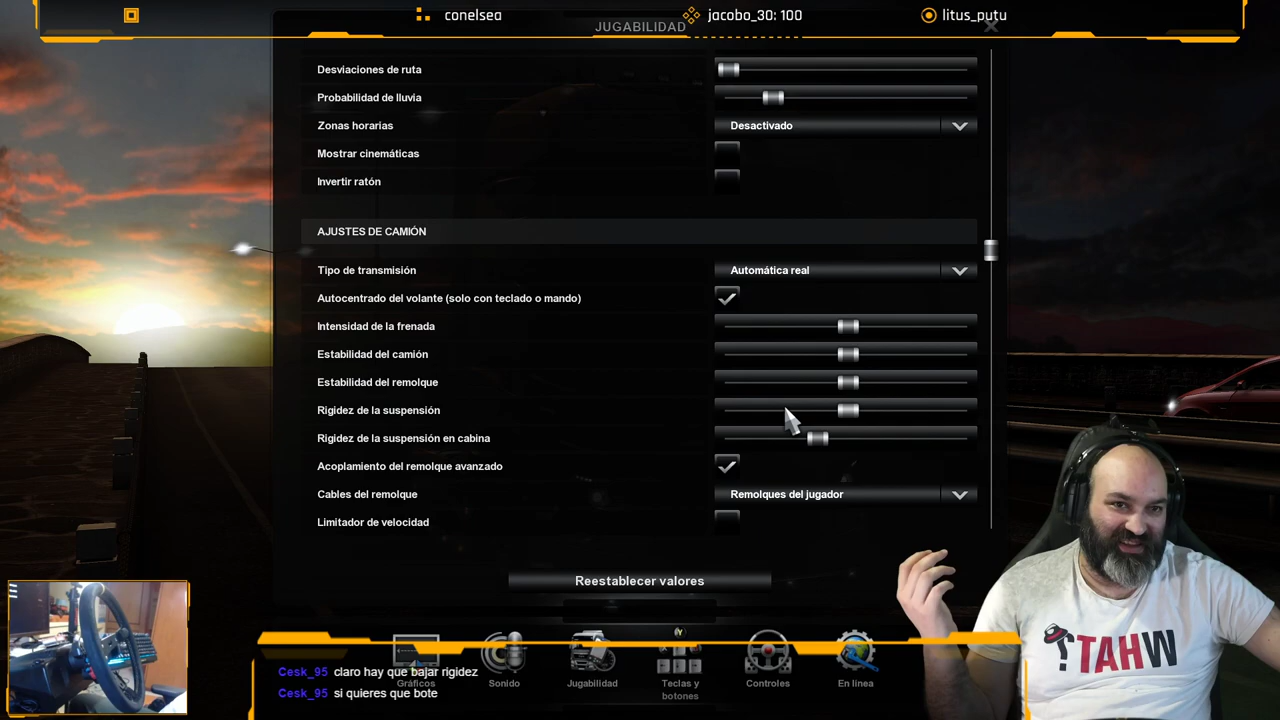 conelsea
jacobo_30: 100
litus_putu
JUGABILIDAD
Desviaciones de ruta
Probabilidad de lluvia
Zonas horarias
Desactivado
Mostrar cinemáticas
Invertir ratón
AJUSTES DE CAMIÓN
Tipo de transmisión
Automática real
Autocentrado del volante (solo con teclado o mando)
Intensidad de la frenada
Estabilidad del camión
Estabilidad del remolque
Rigidez de la suspensión
Rigidez de la suspensión en cabina
Acoplamiento del remolque avanzado
Cables del remolque
Remolques del jugador
Limitador de velocidad
Reestablecer valores
Gráficos
Sonido
Jugabilidad
Teclas y
botones
Controles
En línea
Cesk_95 claro hay que bajar rigidez
Cesk_95 si quieres que bote
TAHW